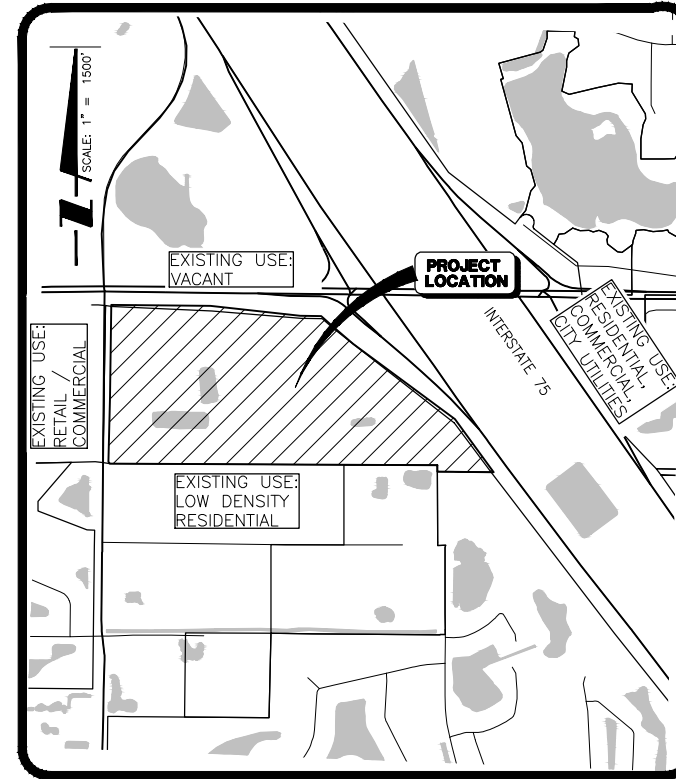 SCALE: 1" = 1500'
EXISTING USE:
VACANT
PROJECT
LOCATION
EXISTING USE:
RETAIL /
COMMERCIAL
INTERSTATE 75
EXISTING USE:
RESIDENTIAL,
COMMERCIAL,
CITY UTILITIES
EXISTING USE:
LOW DENSITY
RESIDENTIAL
N